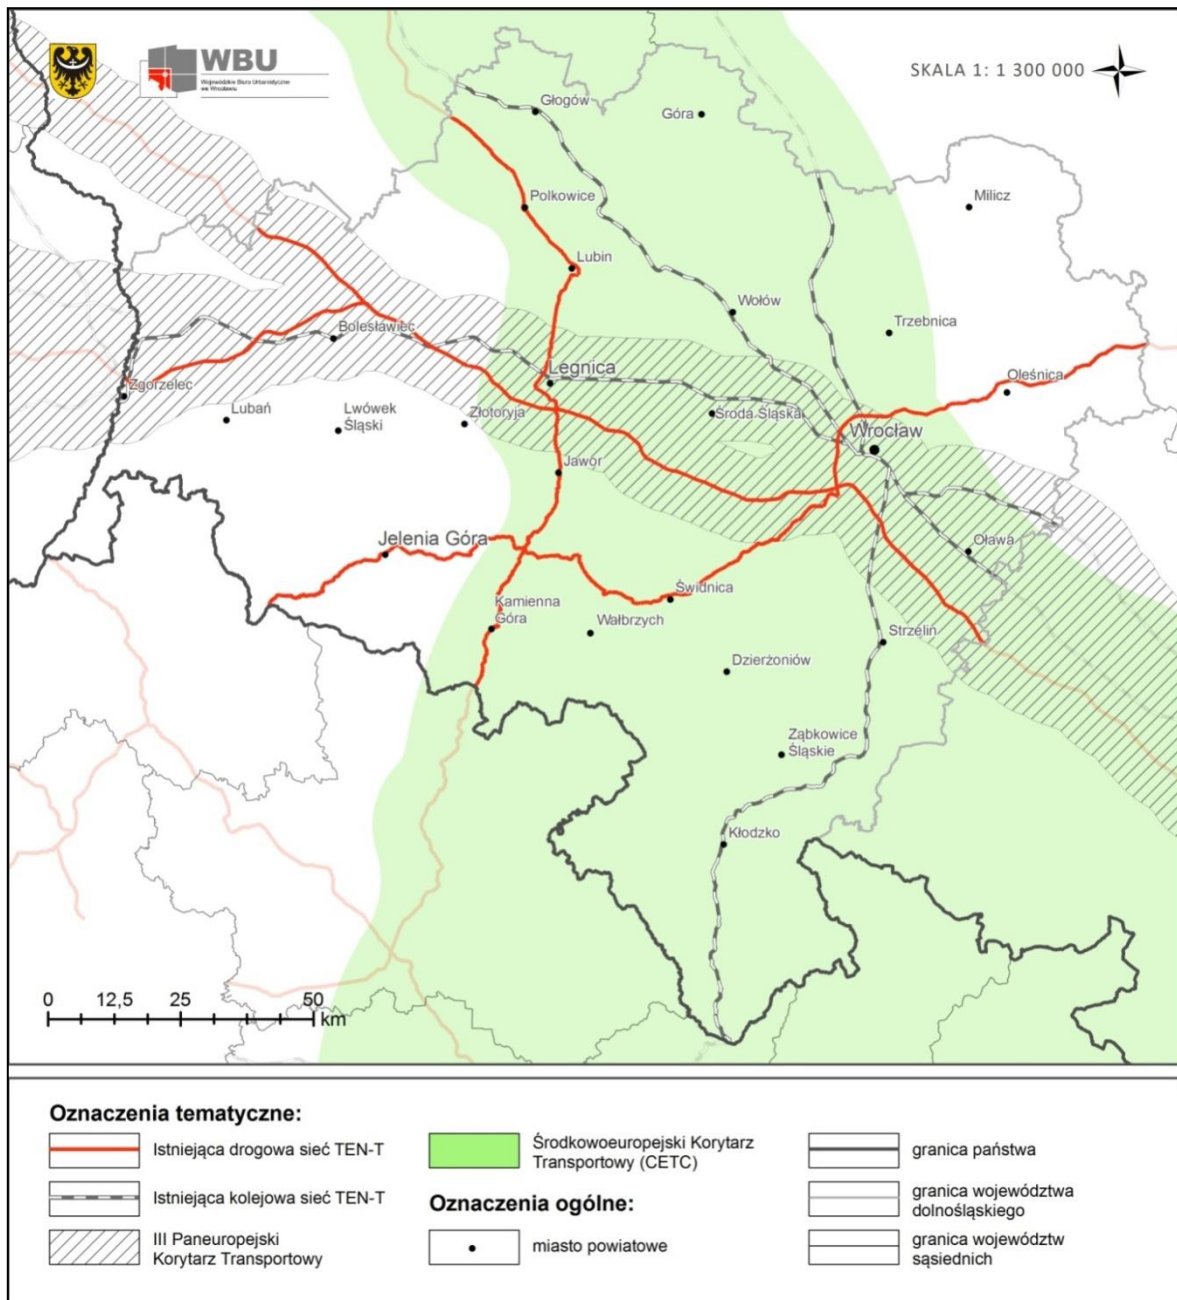 WBU
Wojewódzkie Biuro Urbanistyczne
we Wrocławiu
SKALA 1: 1 300 000
Głogów
Góra
Milicz
Polkowice
Lubin
Wołów
Trzebnica
Bolesławiec
Legnica
Oleśnica
Zgorzelec
Lubań
Lwówek
Śląski
Złotoryja
Środa Śląska
Wrocław
Jawor
Jelenia Góra
Oława
Kamienna
Góra
Świdnica
Wałbrzych
Strzelin
Dzierżoniów
Ząbkowice
Śląskie
Kłodzko
0 12,5 25 50
km
Oznaczenia tematyczne:
Istniejąca drogowa sieć TEN-T
Istniejąca kolejowa sieć TEN-T
III Paneuropejski
Korytarz Transportowy
Środkowoeuropejski Korytarz
Transportowy (CETC)
Oznaczenia ogólne:
miasto powiatowe
granica państwa
granica województwa
dolnośląskiego
granica województw
sąsiednich